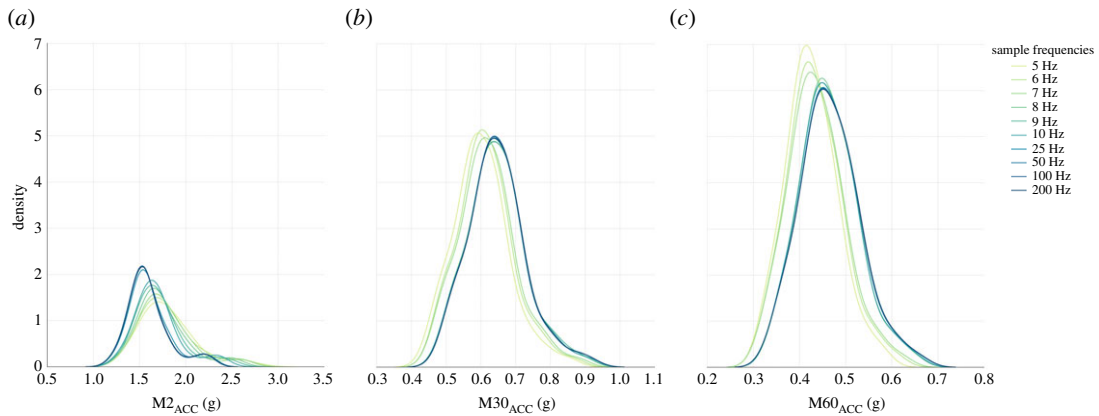 (a)
(b)
(c)
7
6
5
4
3
2
1
0
density
0.5 1.0 1.5 2.0 2.5 3.0 3.5
M2ACC (g)
0.3 0.4 0.5 0.6 0.7 0.8 0.9 1.0 1.1
M30ACC (g)
0.2 0.3 0.4 0.5 0.6 0.7 0.8
M60ACC (g)
sample frequencies
5 Hz
6 Hz
7 Hz
8 Hz
9 Hz
10 Hz
25 Hz
50 Hz
100 Hz
200 Hz